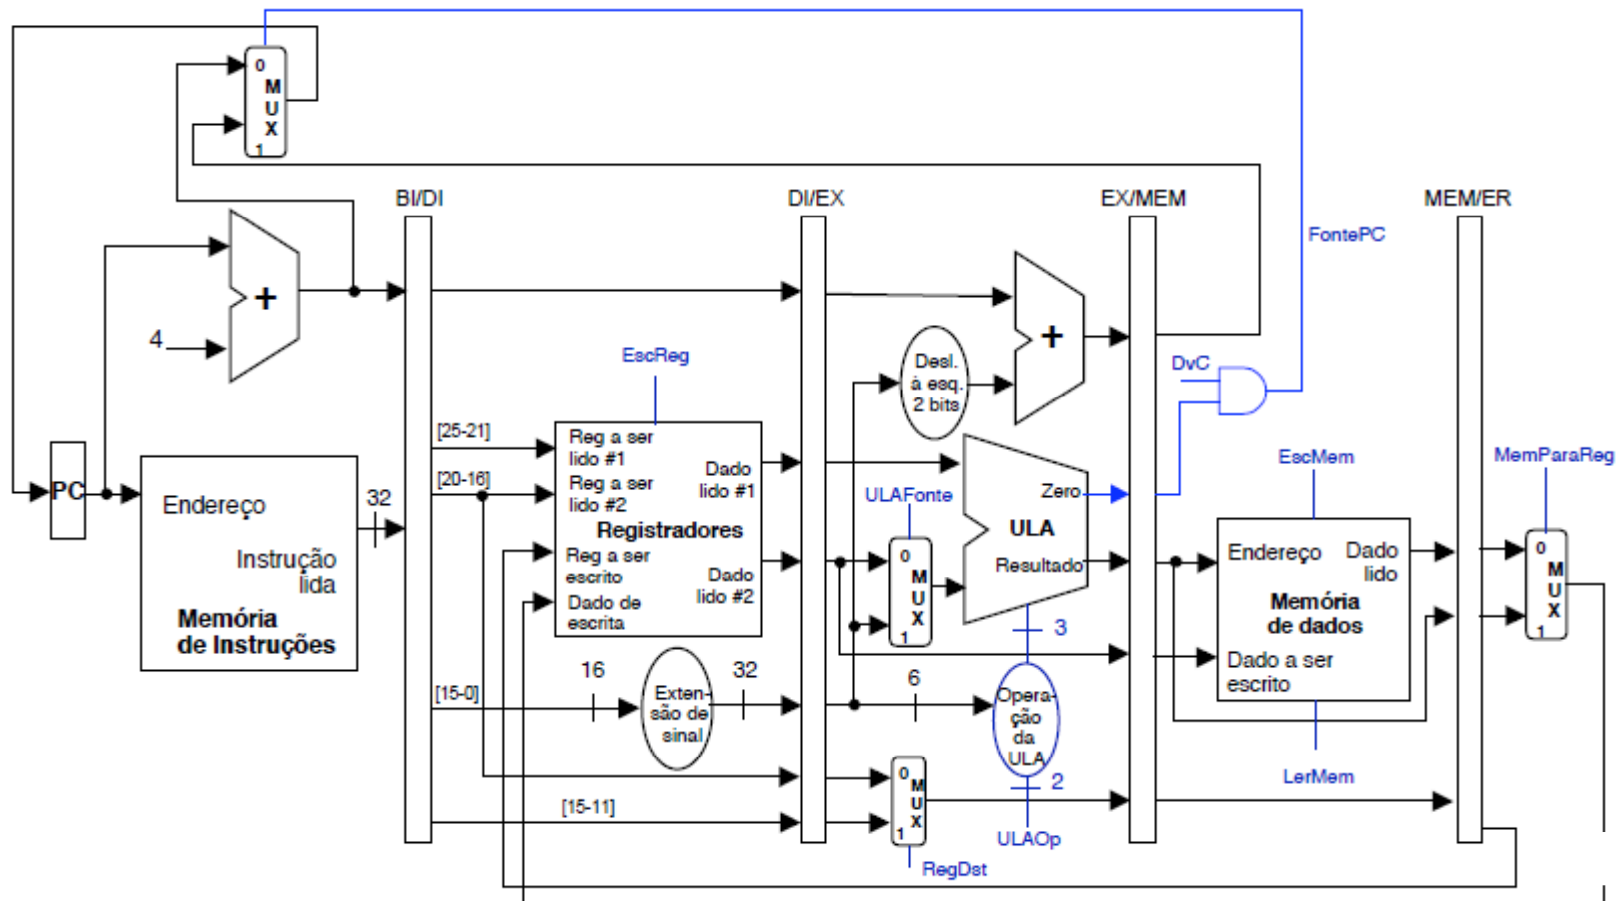 0
M
U
X
1
BI/DI
DI/EX
EX/MEM
MEM/ER
FontePC
+
4
EscReg
Desl.
à esq.
2 bits
+
DvC
[25-21]
Reg a ser
lido #1
Dado
lido #1
[20-16]
Reg a ser
lido #2
Registradores
Reg a ser
escrito
Dado
lido #2
Dado de
escrita
PC
Endereço
32
Instrução
lida
Memória
de Instruções
ULAFonte
0
M
U
X
1
Zero
ULA
Resultado
3
EscMem
Endereço
Dado
lido
Memória
de dados
Dado a ser
escrito
LerMem
MemParaReg
0
M
U
X
1
[15-0]
16
Exten-
são de
sinal
32
6
Opera-
ção
da
ULA
2
ULAOp
[15-11]
0
M
U
X
1
RegDst